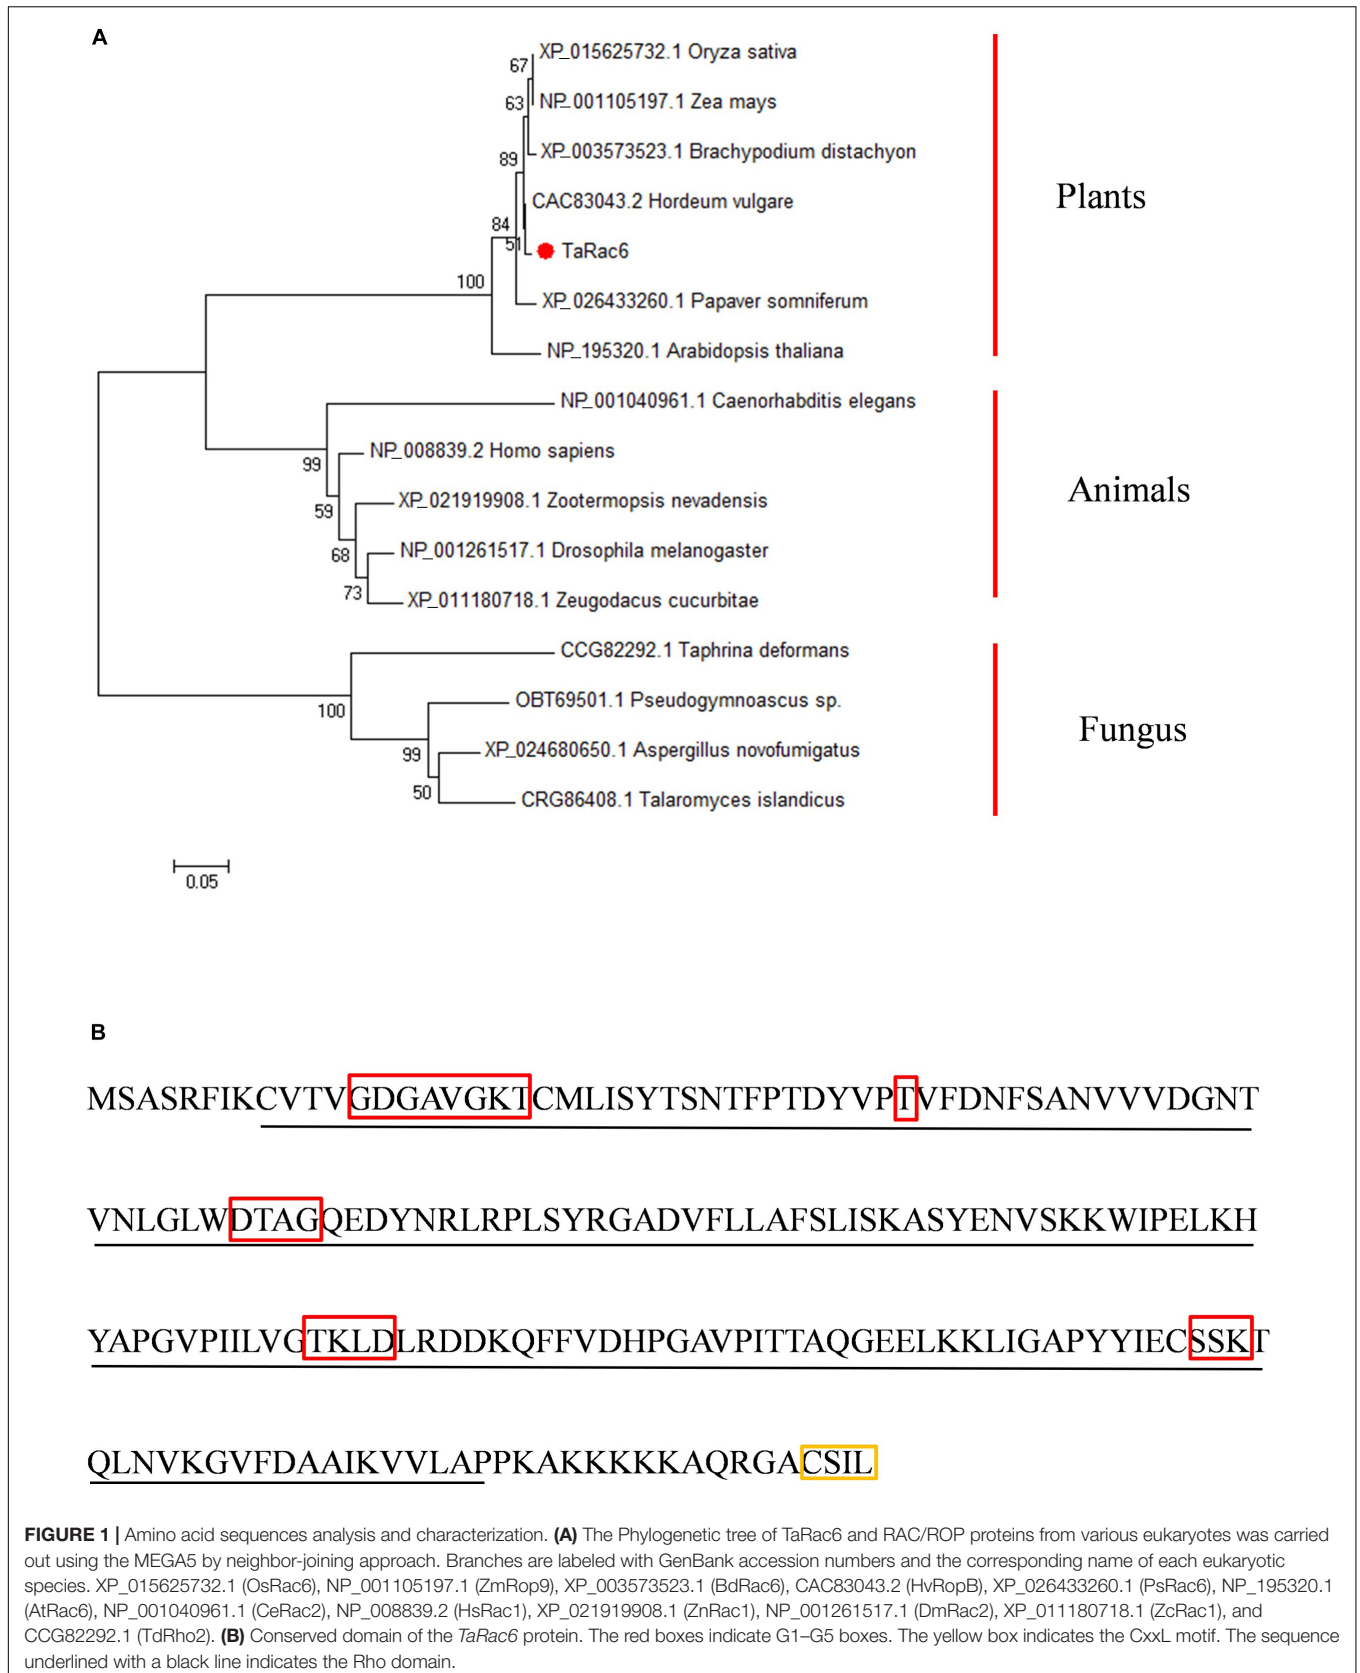 A
XP_015625732.1 Oryza sativa
67
NP_001105197.1 Zea mays
63
XP_003573523.1 Brachypodium distachyon
89
CAC83043.2 Hordeum vulgare
84
51
TaRac6
100
XP_026433260.1 Papaver somniferum
NP_195320.1 Arabidopsis thaliana
Plants
NP_001040961.1 Caenorhabditis elegans
NP_008839.2 Homo sapiens
99
XP_021919908.1 Zootermopsis nevadensis
59
NP_001261517.1 Drosophila melanogaster
68
73
XP_011180718.1 Zeugodacus cucurbitae
Animals
CCG82292.1 Taphrina deformans
OBT69501.1 Pseudogymnoascus sp.
100
XP_024680650.1 Aspergillus novofumigatus
99
50
CRG86408.1 Talaromyces islandicus
Fungus
0.05
B
MSASRFIKCVTVGDGAVGKTCMLISYTSNTFPTDYVPTVFDNFSANVVVDGNT
VNLGLWDTAGQEDYNRLRPLSYRGADVFLLAFSLISKASYENVSKKWIPELKH
YAPGVPIILVGTKLDLRDDKQFFVDHPGAVPITTAQGEELKKLIGAPYYIECSSKT
QLNVKGVFDAAIKVVLAPPKAKKKKKAQRGACSIL
FIGURE 1 | Amino acid sequences analysis and characterization. (A) The Phylogenetic tree of TaRac6 and RAC/ROP proteins from various eukaryotes was carried
out using the MEGA5 by neighbor-joining approach. Branches are labeled with GenBank accession numbers and the corresponding name of each eukaryotic
species. XP_015625732.1 (OsRac6), NP_001105197.1 (ZmRop9), XP_003573523.1 (BdRac6), CAC83043.2 (HvRopB), XP_026433260.1 (PsRac6), NP_195320.1
(AtRac6), NP_001040961.1 (CeRac2), NP_008839.2 (HsRac1), XP_021919908.1 (ZnRac1), NP_001261517.1 (DmRac2), XP_011180718.1 (ZcRac1), and
CCG82292.1 (TdRho2). (B) Conserved domain of the TaRac6 protein. The red boxes indicate G1–G5 boxes. The yellow box indicates the CxxL motif. The sequence
underlined with a black line indicates the Rho domain.